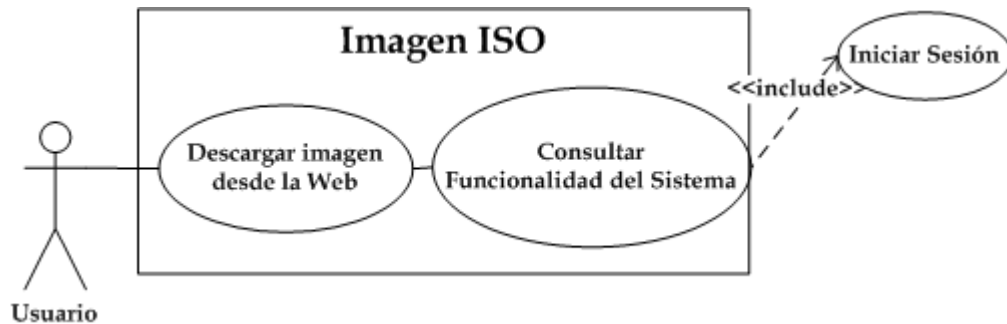 Imagen ISO
Iniciar Sesión
<<include>>
Descargar imagen
desde la Web
Consultar
Funcionalidad del Sistema
Usuario